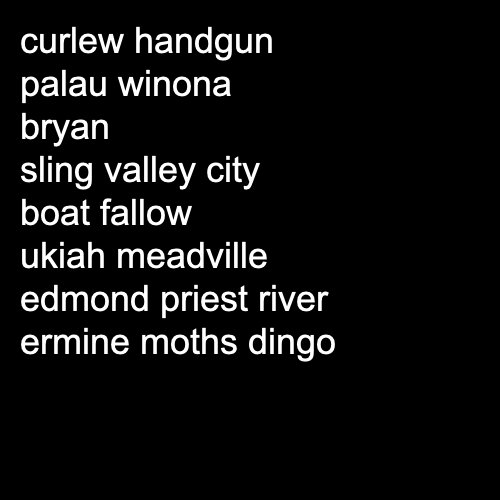 curlew handgun
palau winona
bryan
sling valley city
boat fallow
ukiah meadville
edmond priest river
ermine moths dingo